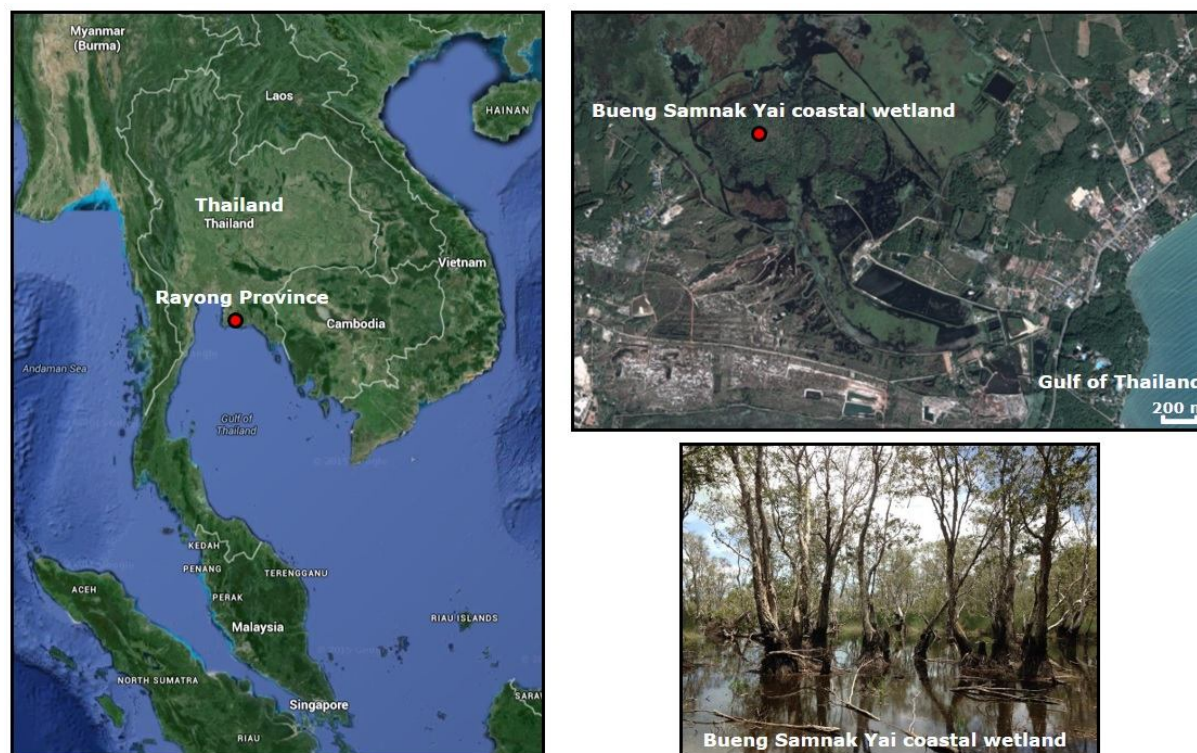 Myanmar
(Burma)
Laos
HAINAN
Thailand
Thailand
Vietnam
Rayong Province
Cambodia
Andaman Sea
Gulf of
Thailand
KEDAH
PENANG
TERENGGANU
ACEH
PERAK
RIAU ISLANDS
Malaysia
NORTH SUMATRA
Singapore
SARA
RIAU
Bueng Samnak Yai coastal wetland
Gulf of Thailand
200 m
Bueng Samnak Yai coastal wetland